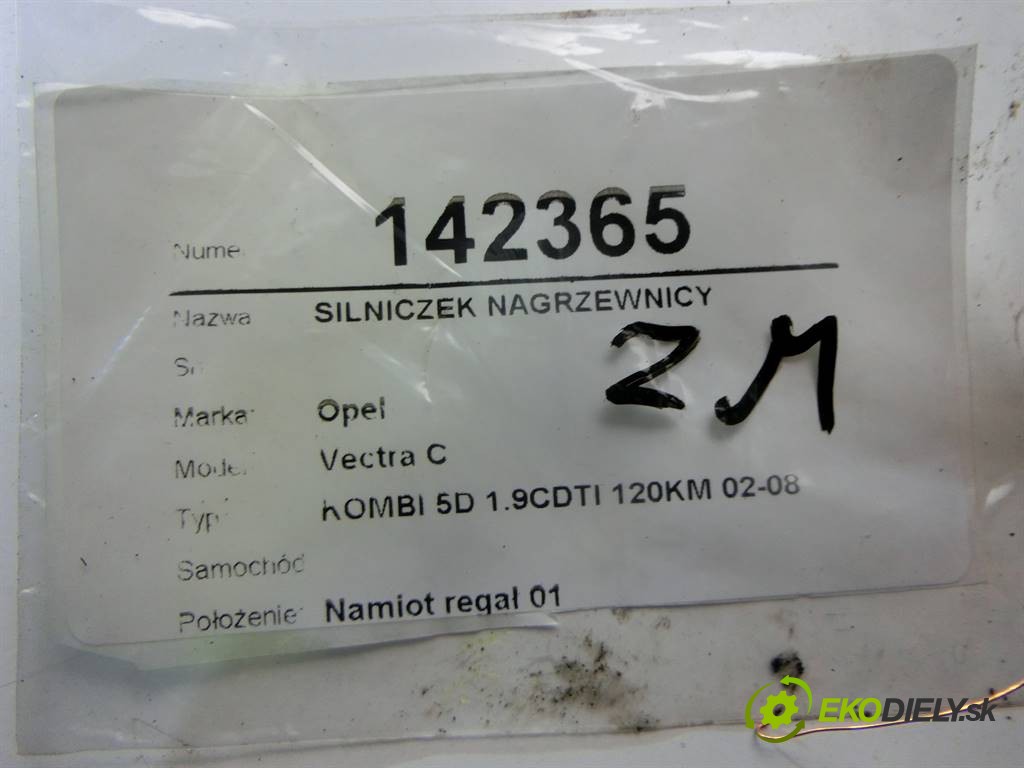 Nume 142365
Nazwa SILNICZEK NAGRZEWNICY
ZM
Marka: Opel
Model Vectra C
Typ KOMBI 5D 1.9CDTI 120KM 02-08
Samochód
Położenie Namiot regał 01
EKODIELY.sk